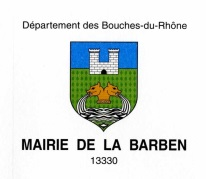 Département des Bouches-du-Rhône
MAIRIE DE LA BARBEN
13330